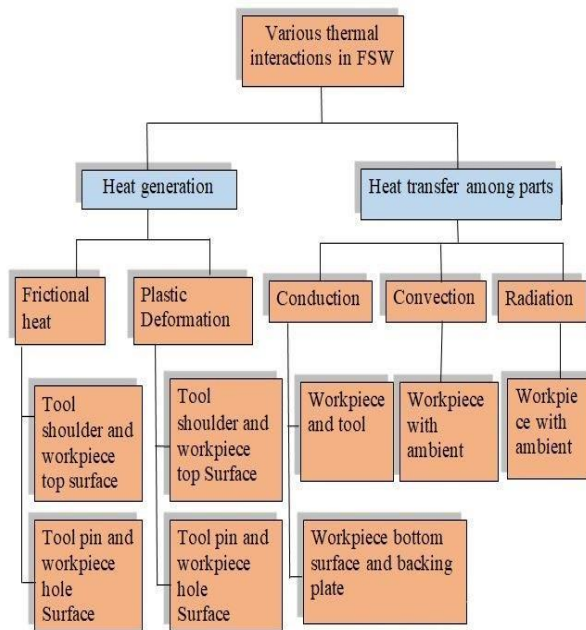 Various thermal
interactions in FSW
Heat generation
Heat transfer among parts
Frictional
heat
Plastic
Deformation
Conduction
Convection
Radiation
Tool
shoulder and
workpiece
top surface
Tool
shoulder and
workpiece
top Surface
Workpiece
and tool
Workpiece
with
ambient
Workpie
ce with
ambient
Tool pin and
workpiece
hole
Surface
Tool pin and
workpiece
hole
Surface
Workpiece bottom
surface and backing
plate